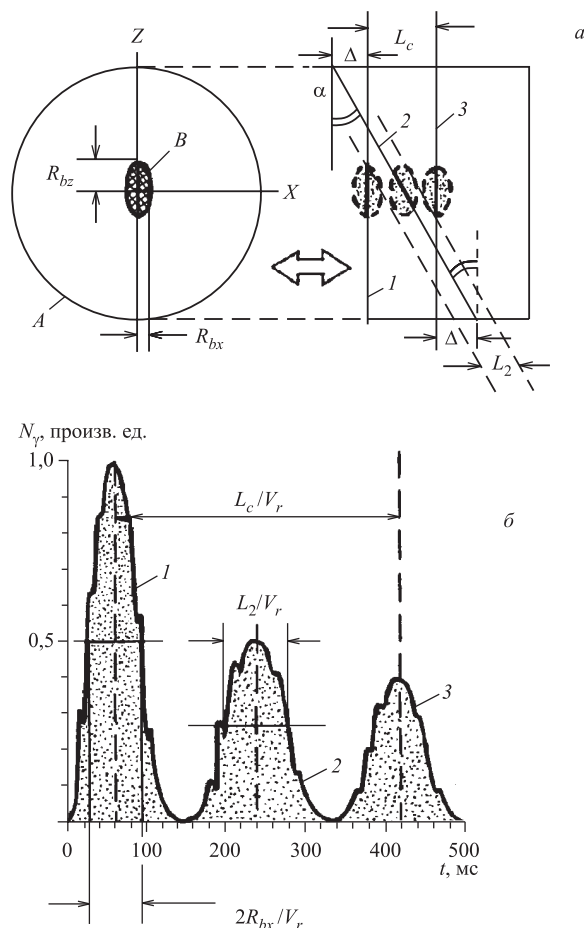 Z
Δ
L_c
а
α
2
3
B
R_bz
X
1
A
R_bx
Δ
L_2
N_γ, произв. ед.
1,0
L_c/V_r
б
1
L_2/V_r
0,5
3
2
0 100 200 300 400 500
t, мс
2R_bx/V_r